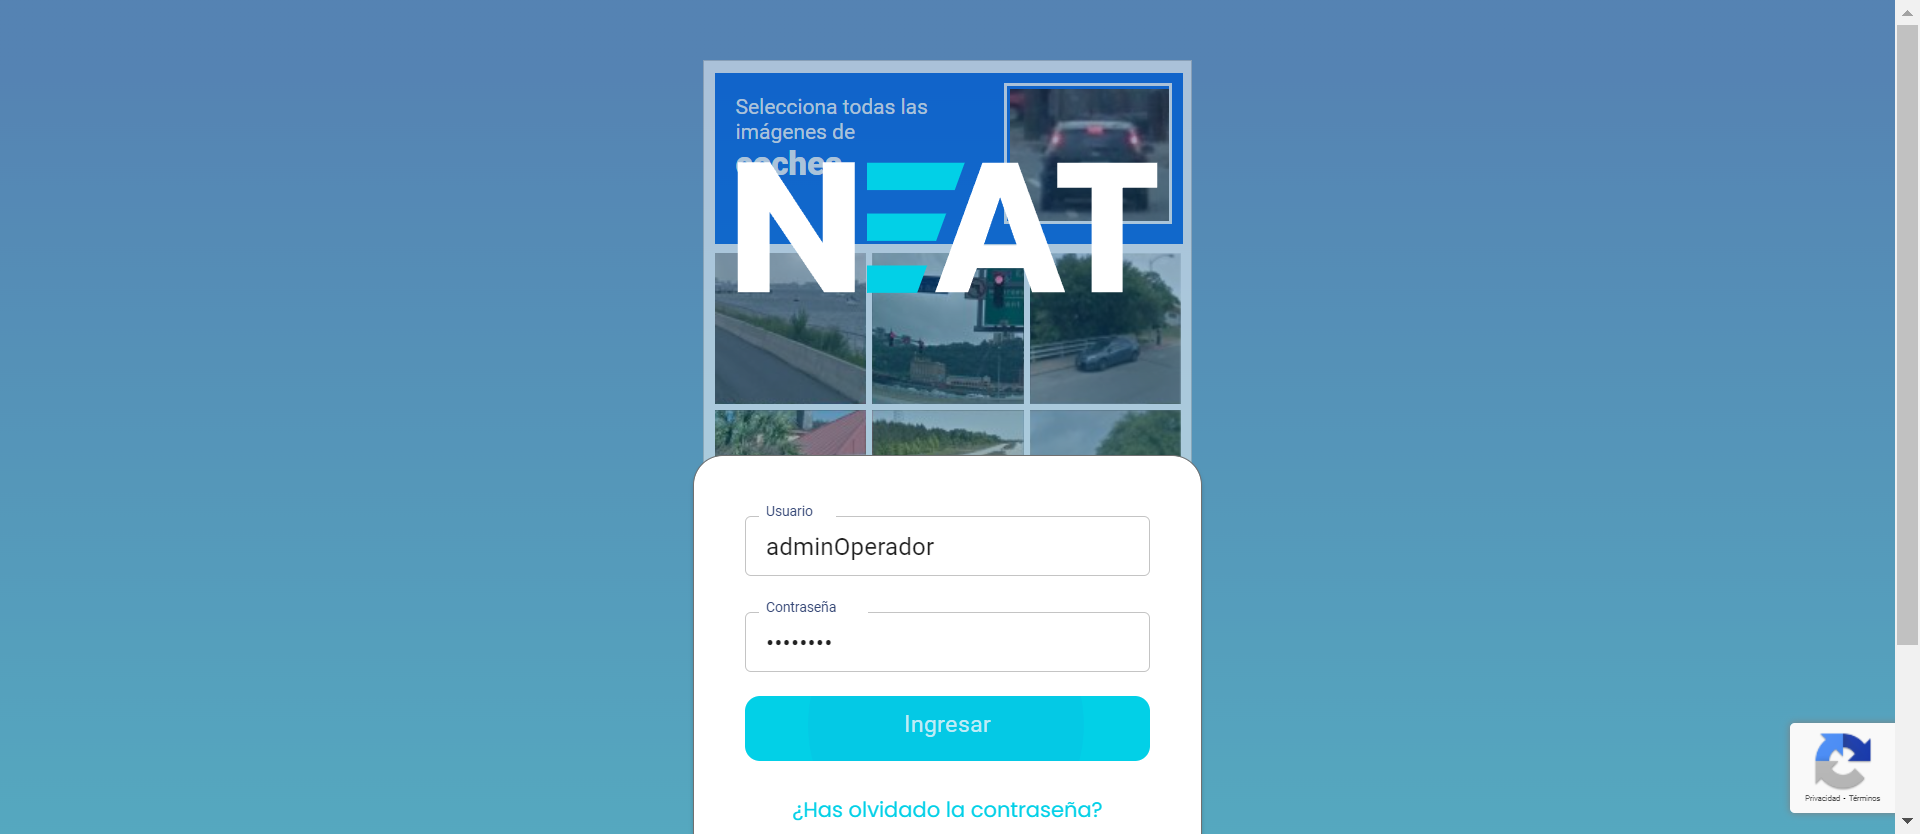 Selecciona todas las
imágenes de
coches
NEAT
Usuario
adminOperador
Contraseña
••••••••
Ingresar
¿Has olvidado la contraseña?
Privacidad - Términos